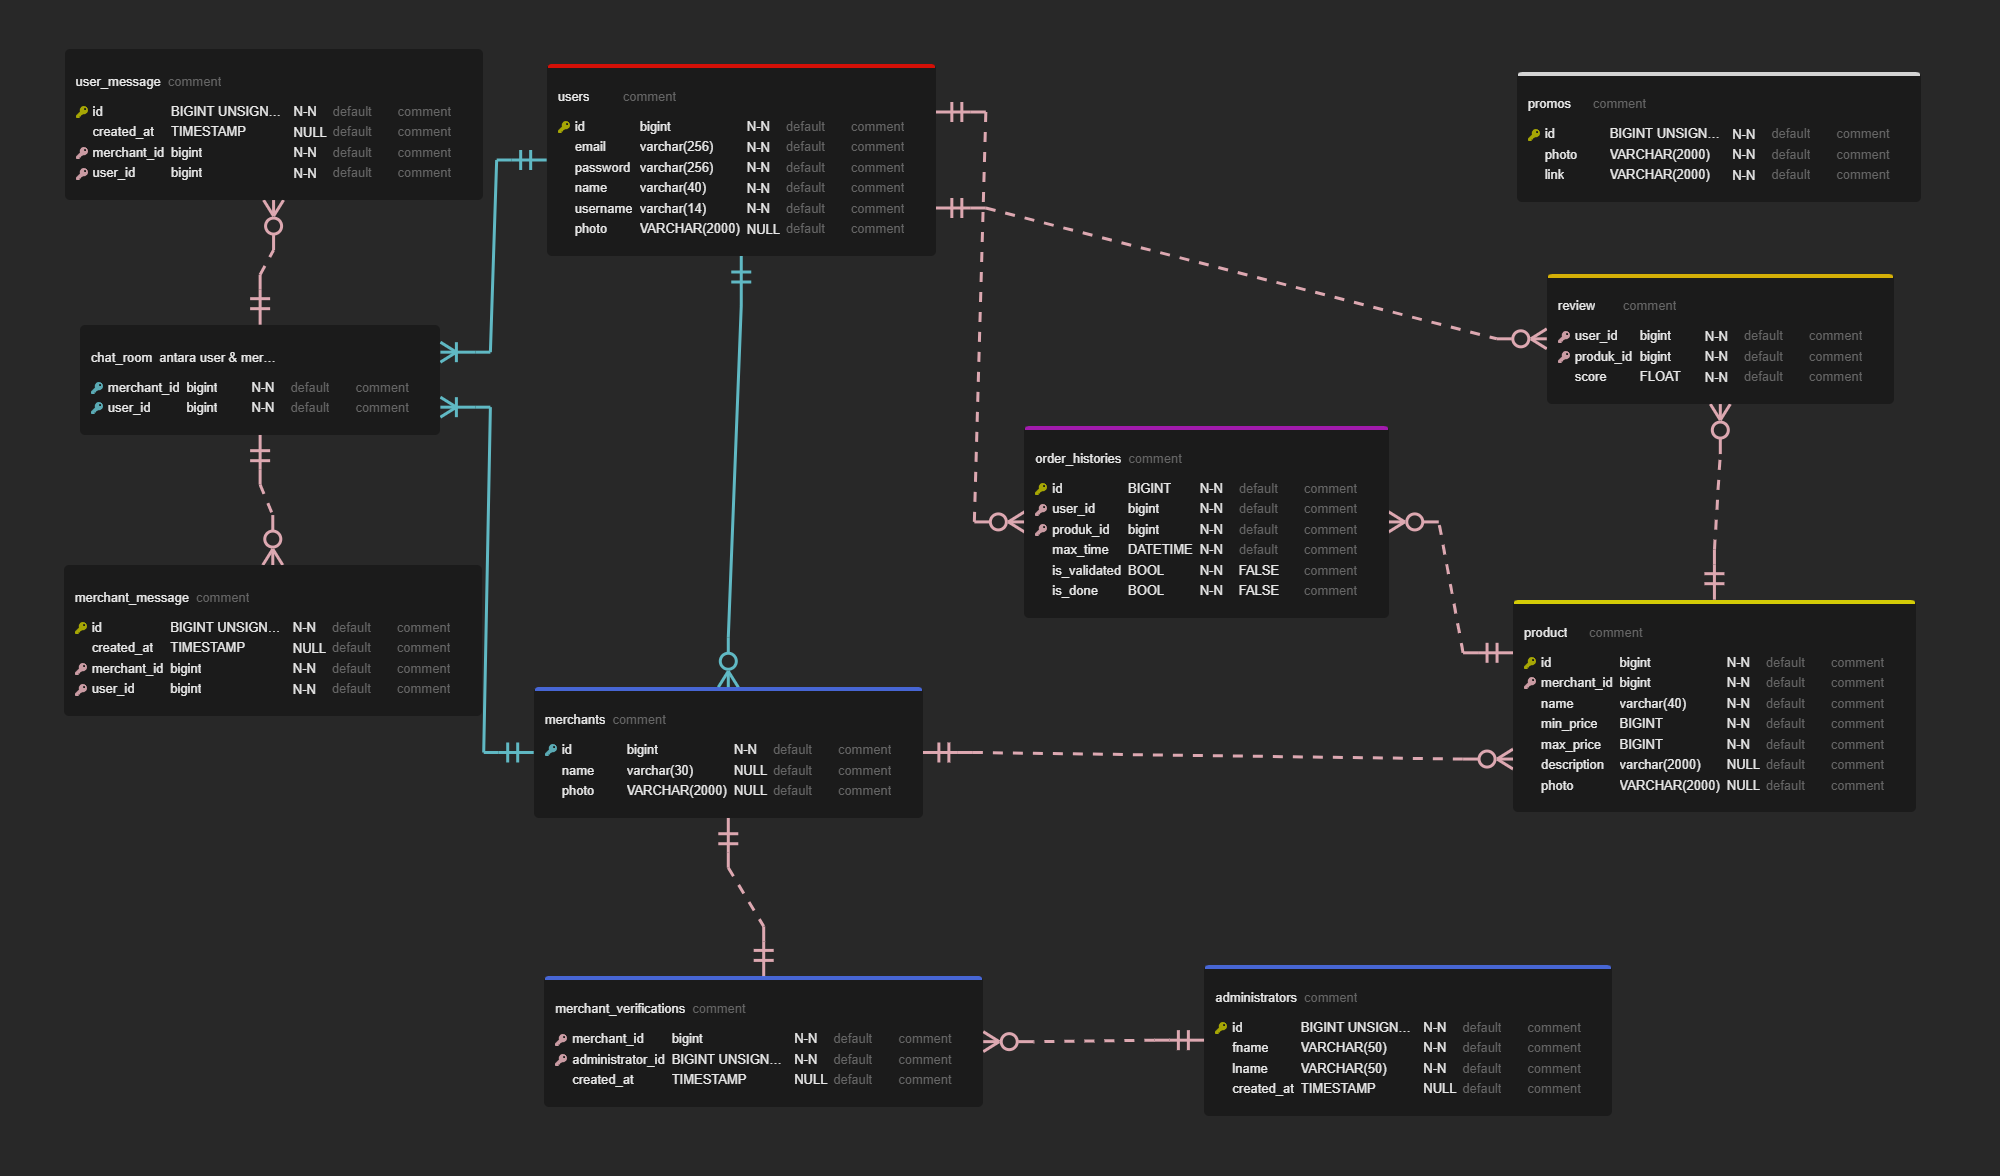 user_message comment
id BIGINT UNSIGN... N-N default comment
created_at TIMESTAMP NULL default comment
merchant_id bigint N-N default comment
user_id bigint N-N default comment
users comment
id bigint N-N default comment
email varchar(256) N-N default comment
password varchar(256) N-N default comment
name varchar(40) N-N default comment
username varchar(14) N-N default comment
photo VARCHAR(2000) NULL default comment
promos comment
id BIGINT UNSIGN... N-N default comment
photo VARCHAR(2000) N-N default comment
link VARCHAR(2000) N-N default comment
review comment
user_id bigint N-N default comment
produk_id bigint N-N default comment
score FLOAT N-N default comment
chat_room antara user & mer...
merchant_id bigint N-N default comment
user_id bigint N-N default comment
order_histories comment
id BIGINT N-N default comment
user_id bigint N-N default comment
produk_id bigint N-N default comment
max_time DATETIME N-N default comment
is_validated BOOL N-N FALSE comment
is_done BOOL N-N FALSE comment
merchant_message comment
id BIGINT UNSIGN... N-N default comment
created_at TIMESTAMP NULL default comment
merchant_id bigint N-N default comment
user_id bigint N-N default comment
product comment
id bigint N-N default comment
merchant_id bigint N-N default comment
name varchar(40) N-N default comment
min_price BIGINT N-N default comment
max_price BIGINT N-N default comment
description varchar(2000) NULL default comment
photo VARCHAR(2000) NULL default comment
merchants comment
id bigint N-N default comment
name varchar(30) NULL default comment
photo VARCHAR(2000) NULL default comment
merchant_verifications comment
merchant_id bigint N-N default comment
administrator_id BIGINT UNSIGN... N-N default comment
created_at TIMESTAMP NULL default comment
administrators comment
id BIGINT UNSIGN... N-N default comment
fname VARCHAR(50) N-N default comment
lname VARCHAR(50) N-N default comment
created_at TIMESTAMP NULL default comment